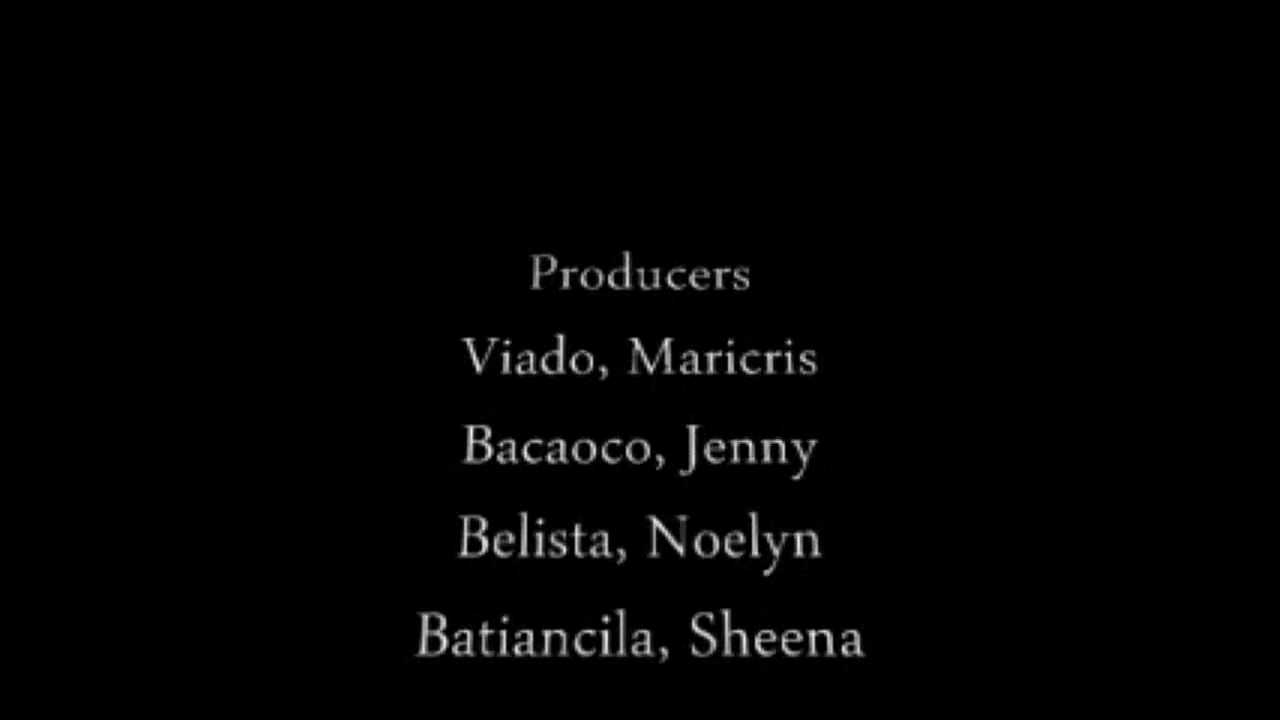 Producers
Viado, Maricris
Bacaoco, Jenny
Belista, Noelyn
Batiancila, Sheena